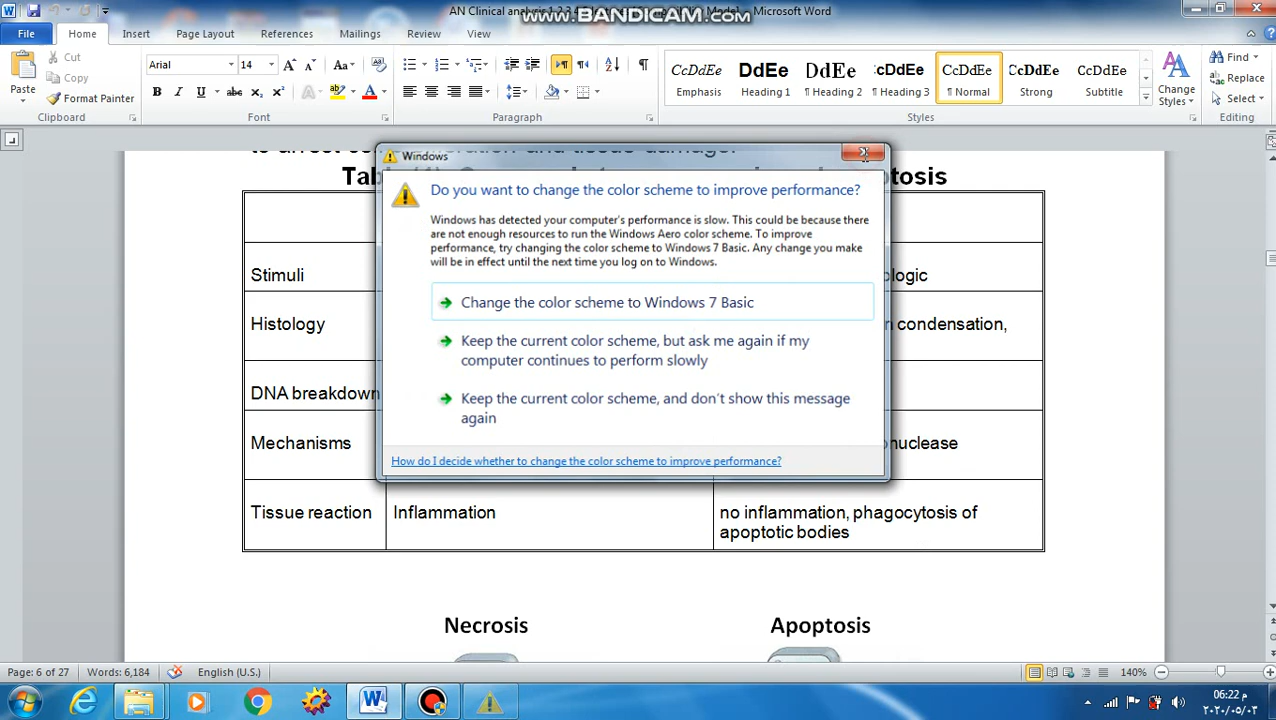 AN Clinical analysis 1 2 3 4
- Microsoft Word
www.BANDICAM.com
File Home Insert Page Layout References Mailings Review View
Cut
Copy
Format Painter
Paste
Clipboard
Arial 14
Font
Paragraph
CcDdEe DdEe DdEe CcDdEe CcDdEe CcDdEe CcDdEe
Emphasis Heading 1 ¶ Heading 2 ¶ Heading 3 ¶ Normal Strong Subtitle
Change Styles
Styles
Find
Replace
Select
Editing
and tissue damage.
Windows
Do you want to change the color scheme to improve performance?
Windows has detected your computer's performance is slow. This could be because there
are not enough resources to run the Windows Aero color scheme. To improve
performance, try changing the color scheme to Windows 7 Basic. Any change you make
will be in effect until the next time you log on to Windows.
Change the color scheme to Windows 7 Basic
Keep the current color scheme, but ask me again if my
computer continues to perform slowly
Keep the current color scheme, and don't show this message
again
How do I decide whether to change the color scheme to improve performance?
Stimuli
Histology
condensation,
DNA breakdown
Mechanisms
Tissue reaction
Inflammation
no inflammation, phagocytosis of
apoptotic bodies
Necrosis Apoptosis
Page: 6 of 27 Words: 6,184 English (U.S.) 140%
06:22 م
٢٠٢٠/٠٥/٠٣